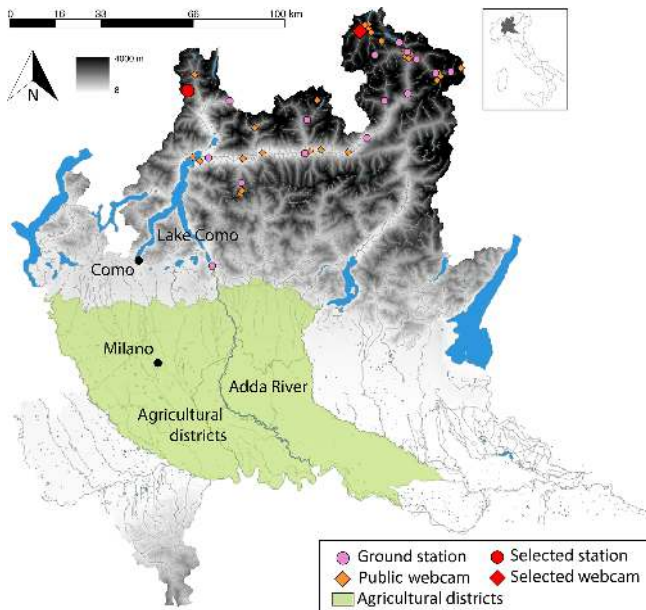 0 16 33 66 100 km
4000 m
8
N
Lake Como
Como
Milano
Adda River
Agricultural
districts
Ground station
Selected station
Public webcam
Selected webcam
Agricultural districts